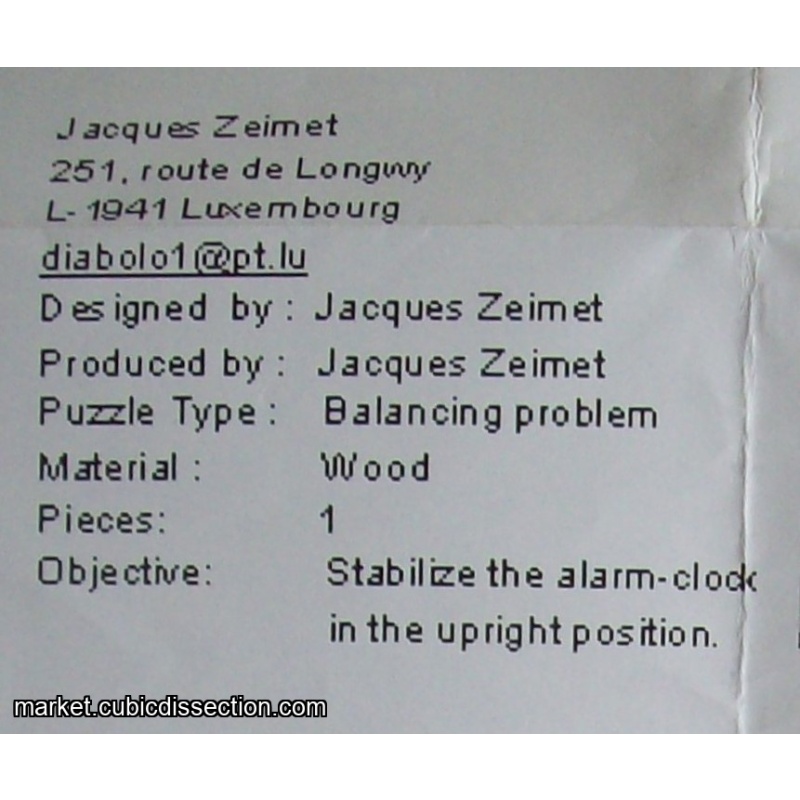 Jacques Zeimet
251, route de Longwy
L- 1941 Luxembourg
diabolo1@pt.lu
Designed by : Jacques Zeimet
Produced by : Jacques Zeimet
Puzzle Type : Balancing problem
Material : Wood
Pieces: 1
Objective: Stabilize the alarm-clock
in the upright position.
market.cubicdissection.com